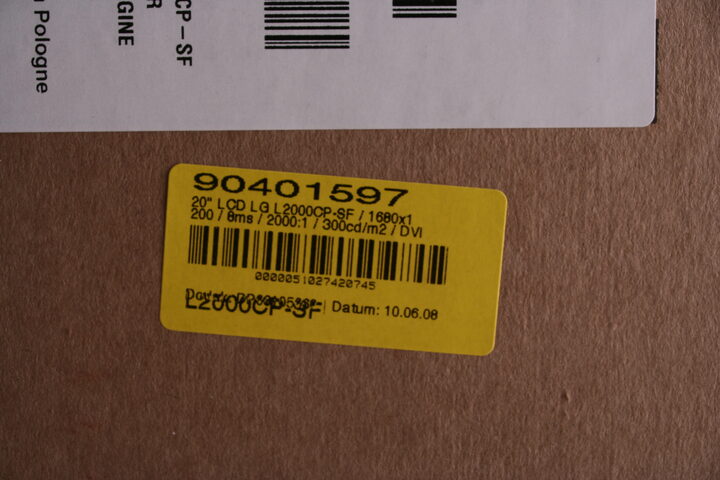 CP-SF
R
GINE
Pologne
90401597
20" LCD LG L2000CP-SF / 1680x1
200 / 8ms / 2000:1 / 300cd/m2 / DVI
0000051027420745
Datum: 10.06.08
L2000CP-SF